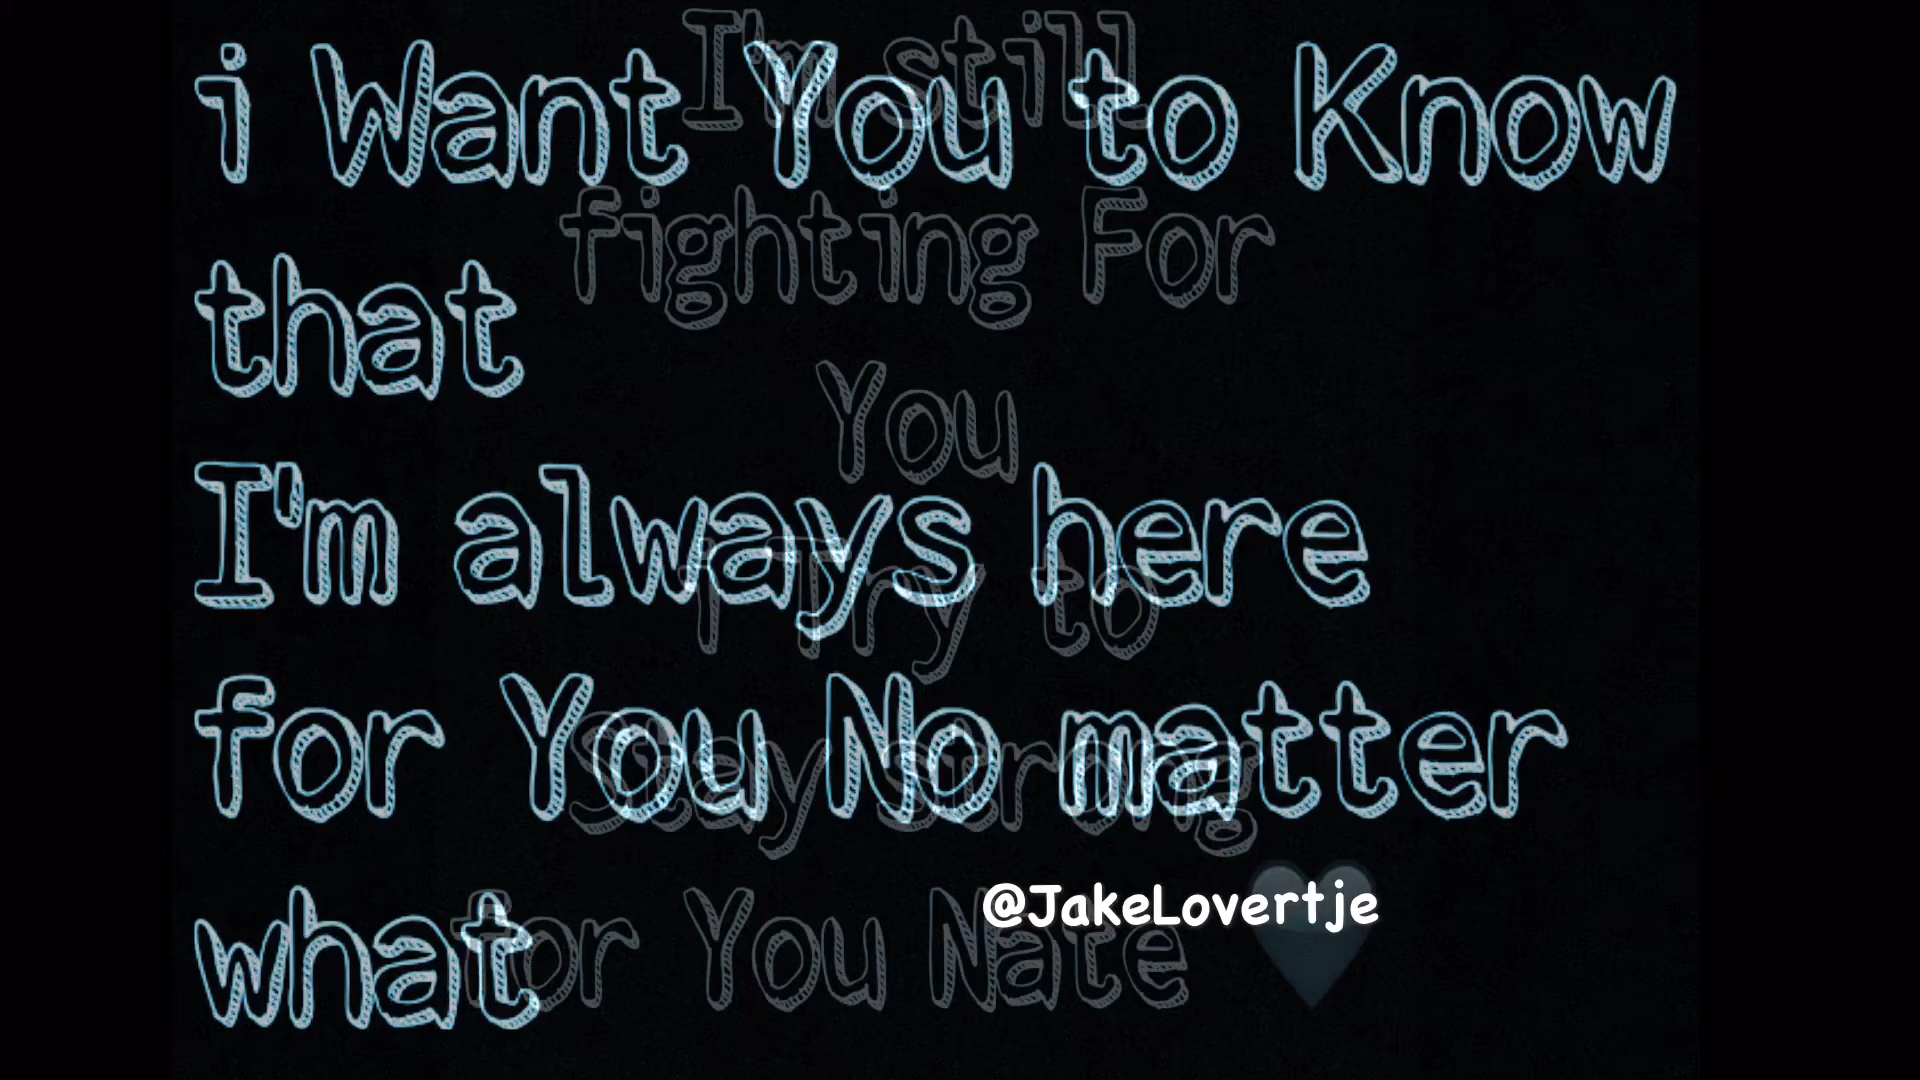 i Want You to Know
that
I'm always here
for You No matter
what
I'm still
fighting For
You
i Try to
Stay strong
for You Nate 🖤
@JakeLovertje